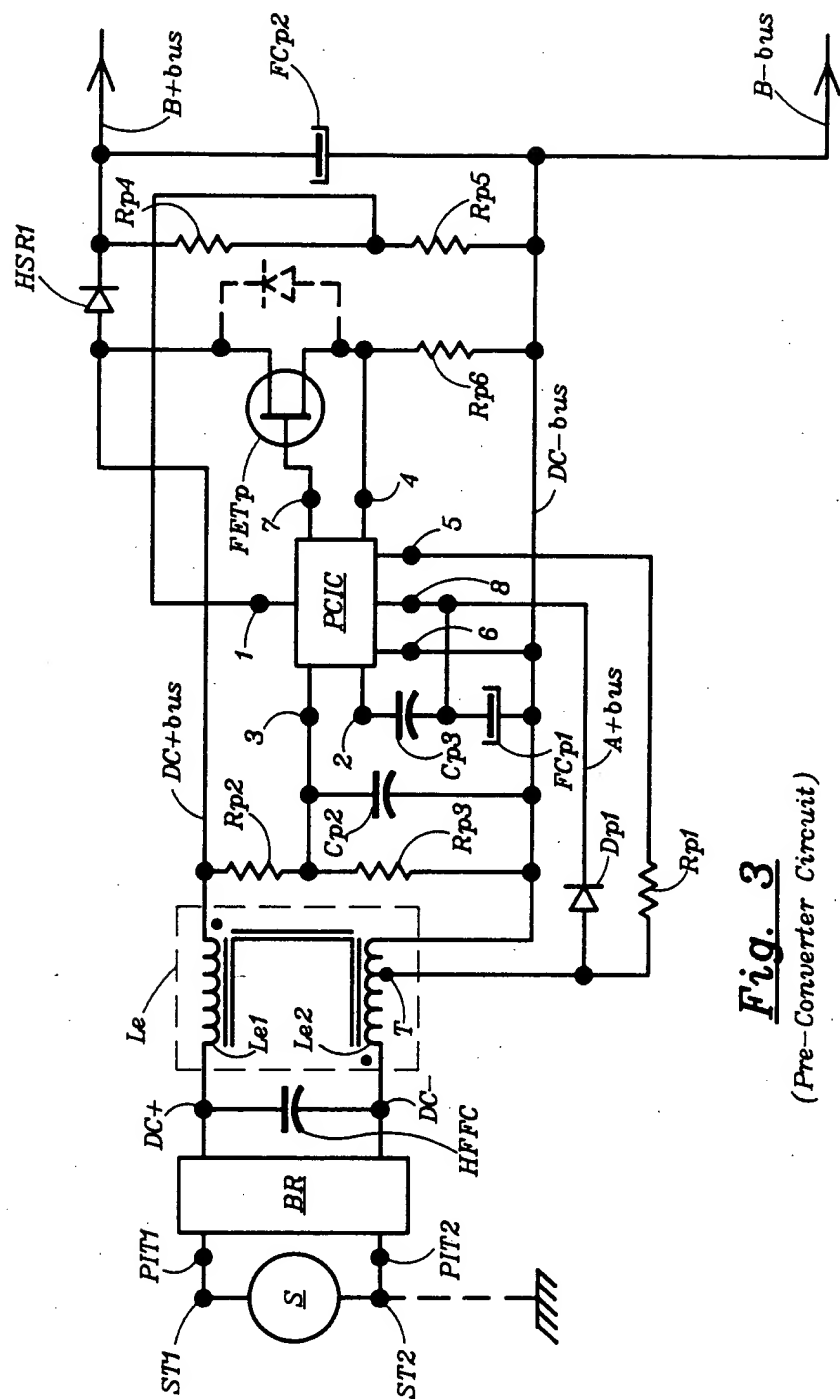 ST1
S
ST2
PIT1
PIT2
BR
DC+
DC-
HFFC
Le
Le1
Le2
T
DC+bus
Rp2
Rp3
Cp2
3
2
Cp3
FCp1
1
PCIC
6
8
5
7
4
FETp
A+bus
Dp1
Rp1
DC-bus
HSR1
Rp4
Rp5
Rp6
FCp2
B+bus
B-bus
Fig. 3
(Pre-Converter Circuit)